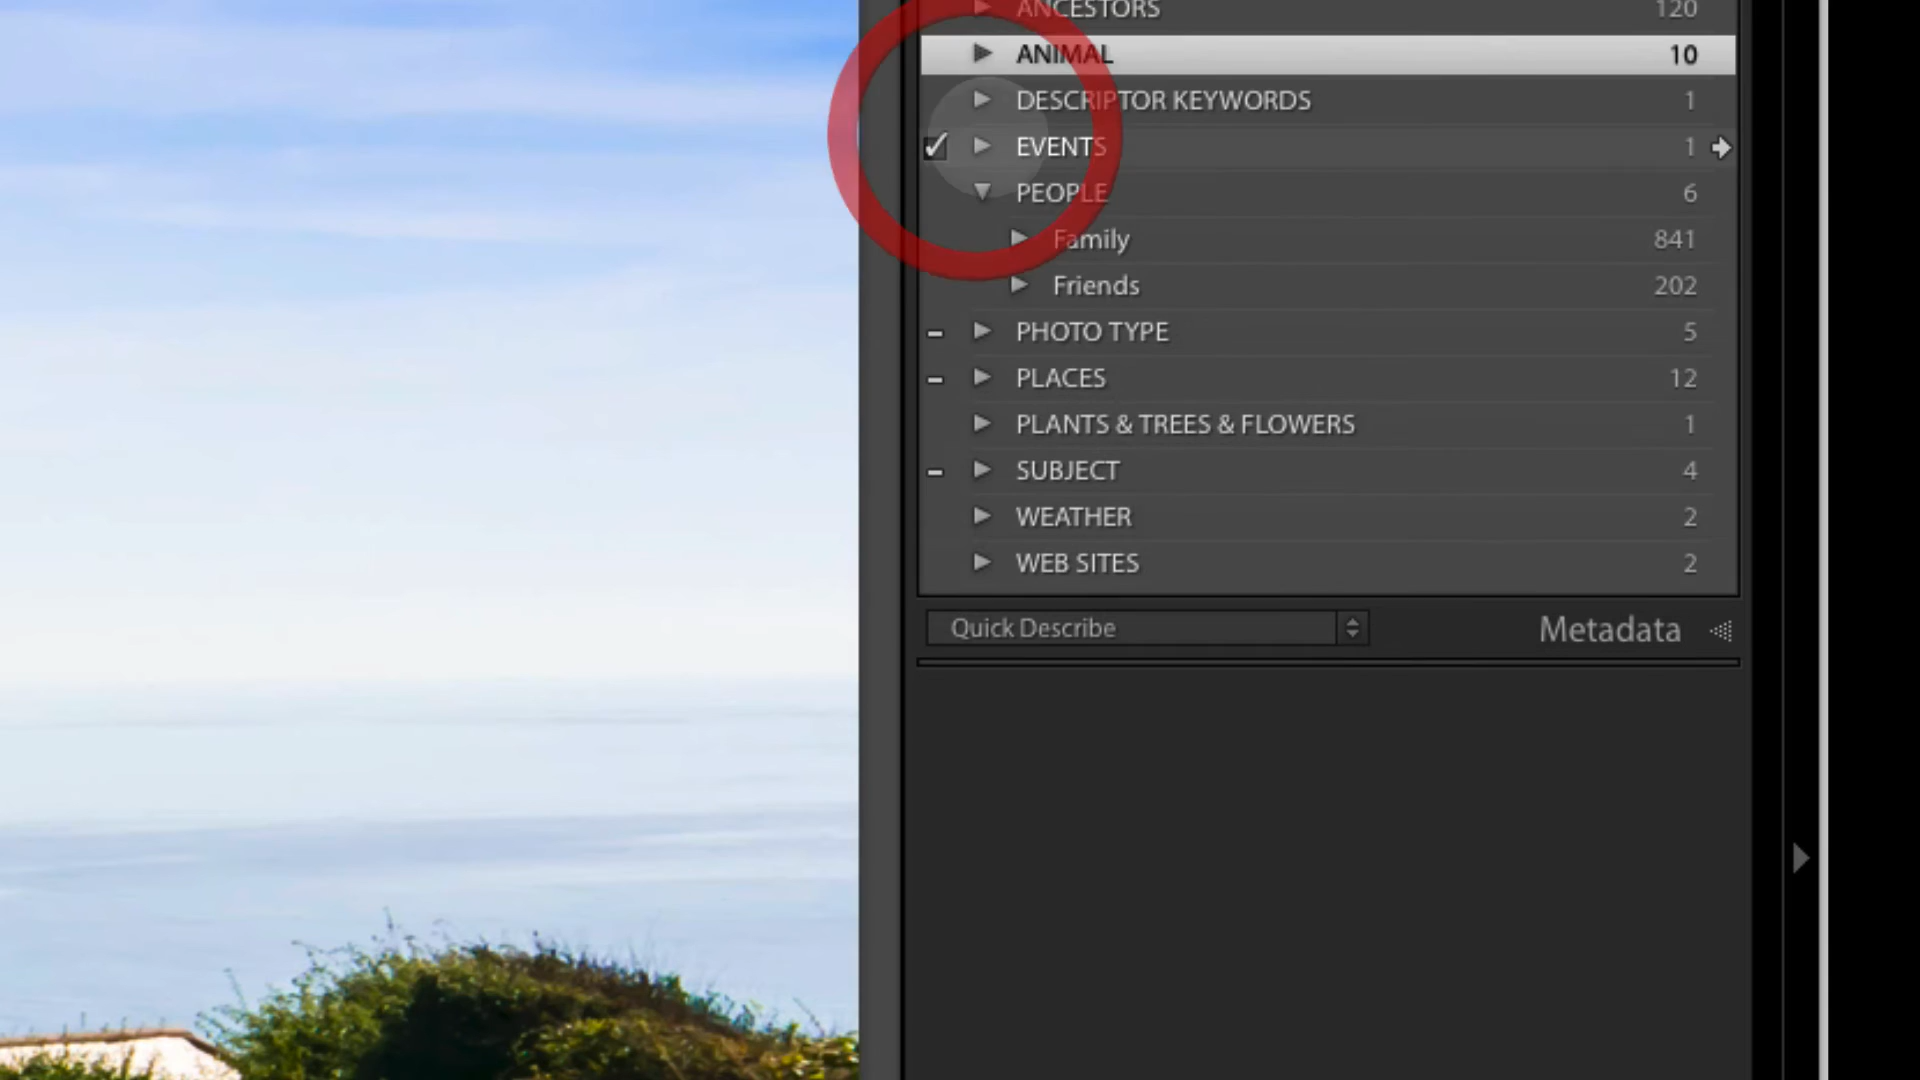 ANCESTORS 120
ANIMAL 10
DESCRIPTOR KEYWORDS 1
EVENTS 1
PEOPLE 6
Family 841
Friends 202
PHOTO TYPE 5
PLACES 12
PLANTS & TREES & FLOWERS 1
SUBJECT 4
WEATHER 2
WEB SITES 2
Quick Describe Metadata